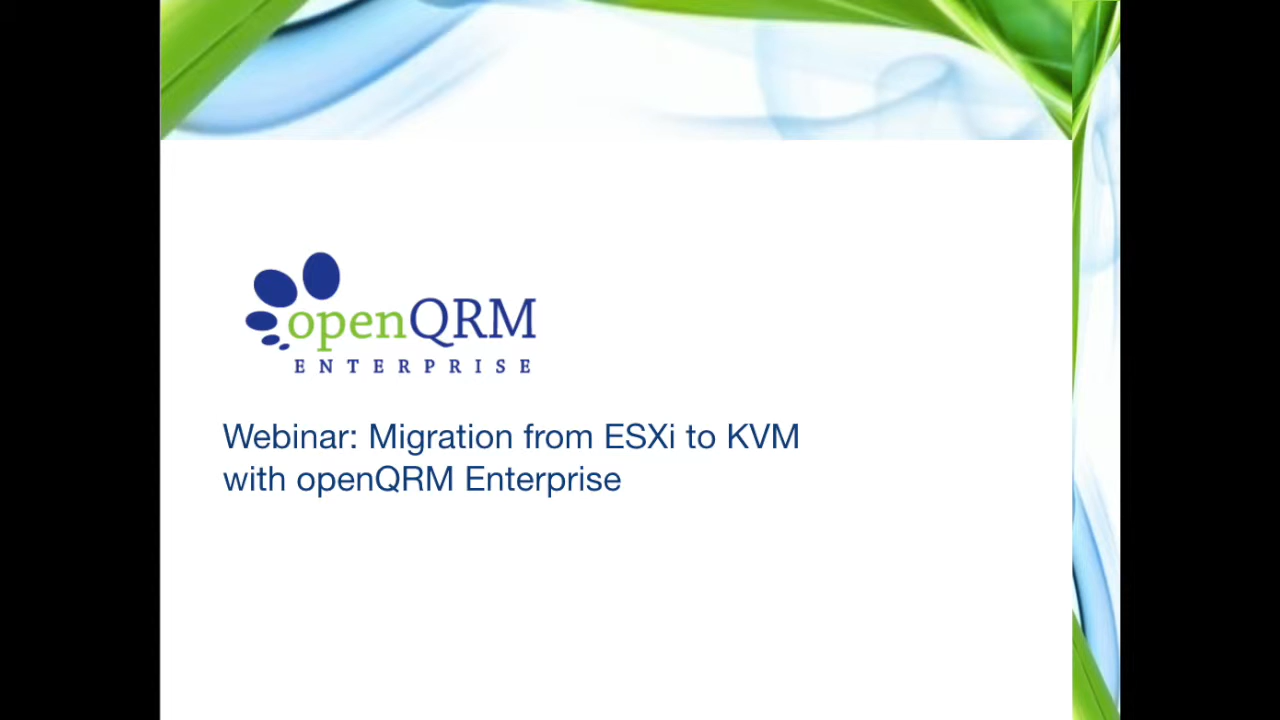 openQRM
ENTERPRISE
Webinar: Migration from ESXi to KVM
with openQRM Enterprise